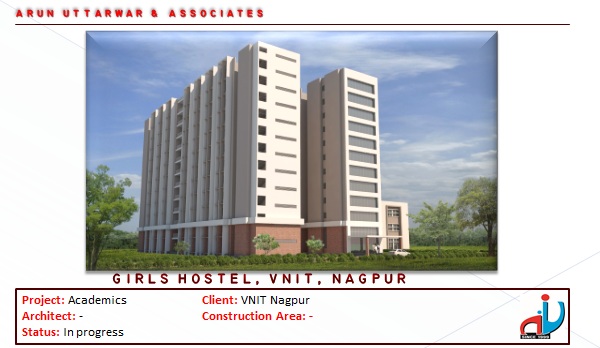 ARUN UTTARWAR & ASSOCIATES
GIRLS HOSTEL, VNIT, NAGPUR
Project: Academics
Client: VNIT Nagpur
Architect: -
Construction Area: -
Status: In progress